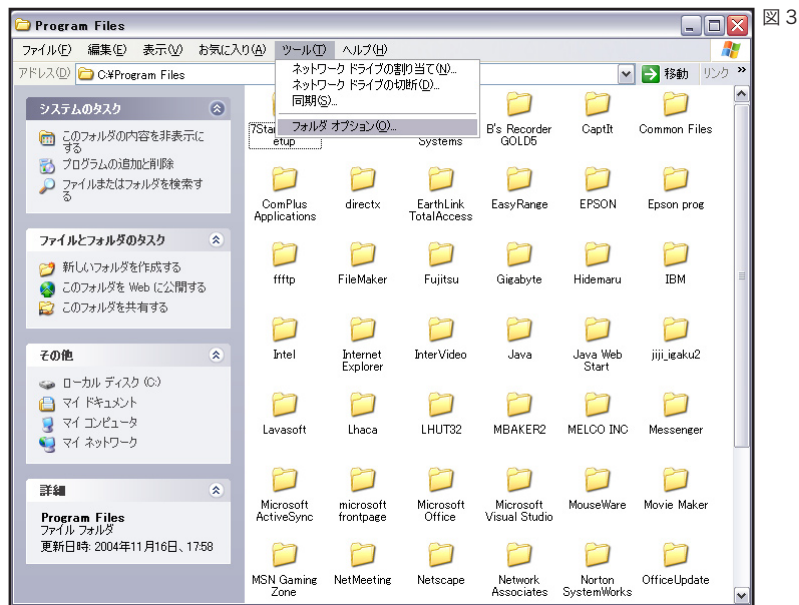 図3
Program Files
ファイル(F) 編集(E) 表示(V) お気に入り(A) ツール(T) ヘルプ(H)
アドレス(D) C:¥Program Files 移動 リンク »
ネットワーク ドライブの割り当て(N)...
ネットワーク ドライブの切断(D)...
同期(S)...
フォルダ オプション(O)...
システムのタスク
このフォルダの内容を非表示に
する
プログラムの追加と削除
ファイルまたはフォルダを検索す
る
ファイルとフォルダのタスク
新しいフォルダを作成する
このフォルダを Web に公開する
このフォルダを共有する
その他
ローカル ディスク (C:)
マイ ドキュメント
マイ コンピュータ
マイ ネットワーク
詳細
Program Files
ファイル フォルダ
更新日時: 2004年11月16日、17:58
etup
Systems
B's Recorder
GOLD5
CaptIt
Common Files
ComPlus
Applications
directx
EarthLink
TotalAccess
EasyRange
EPSON
Epson prog
ffftp
FileMaker
Fujitsu
Gigabyte
Hidemaru
IBM
Intel
Internet
Explorer
InterVideo
Java
Java Web
Start
jiji_igaku2
Lavasoft
Lhaca
LHUT32
MBAKER2
MELCO INC
Messenger
Microsoft
ActiveSync
microsoft
frontpage
Microsoft
Office
Microsoft
Visual Studio
MouseWare
Movie Maker
MSN Gaming
Zone
NetMeeting
Netscape
Network
Associates
Norton
SystemWorks
OfficeUpdate